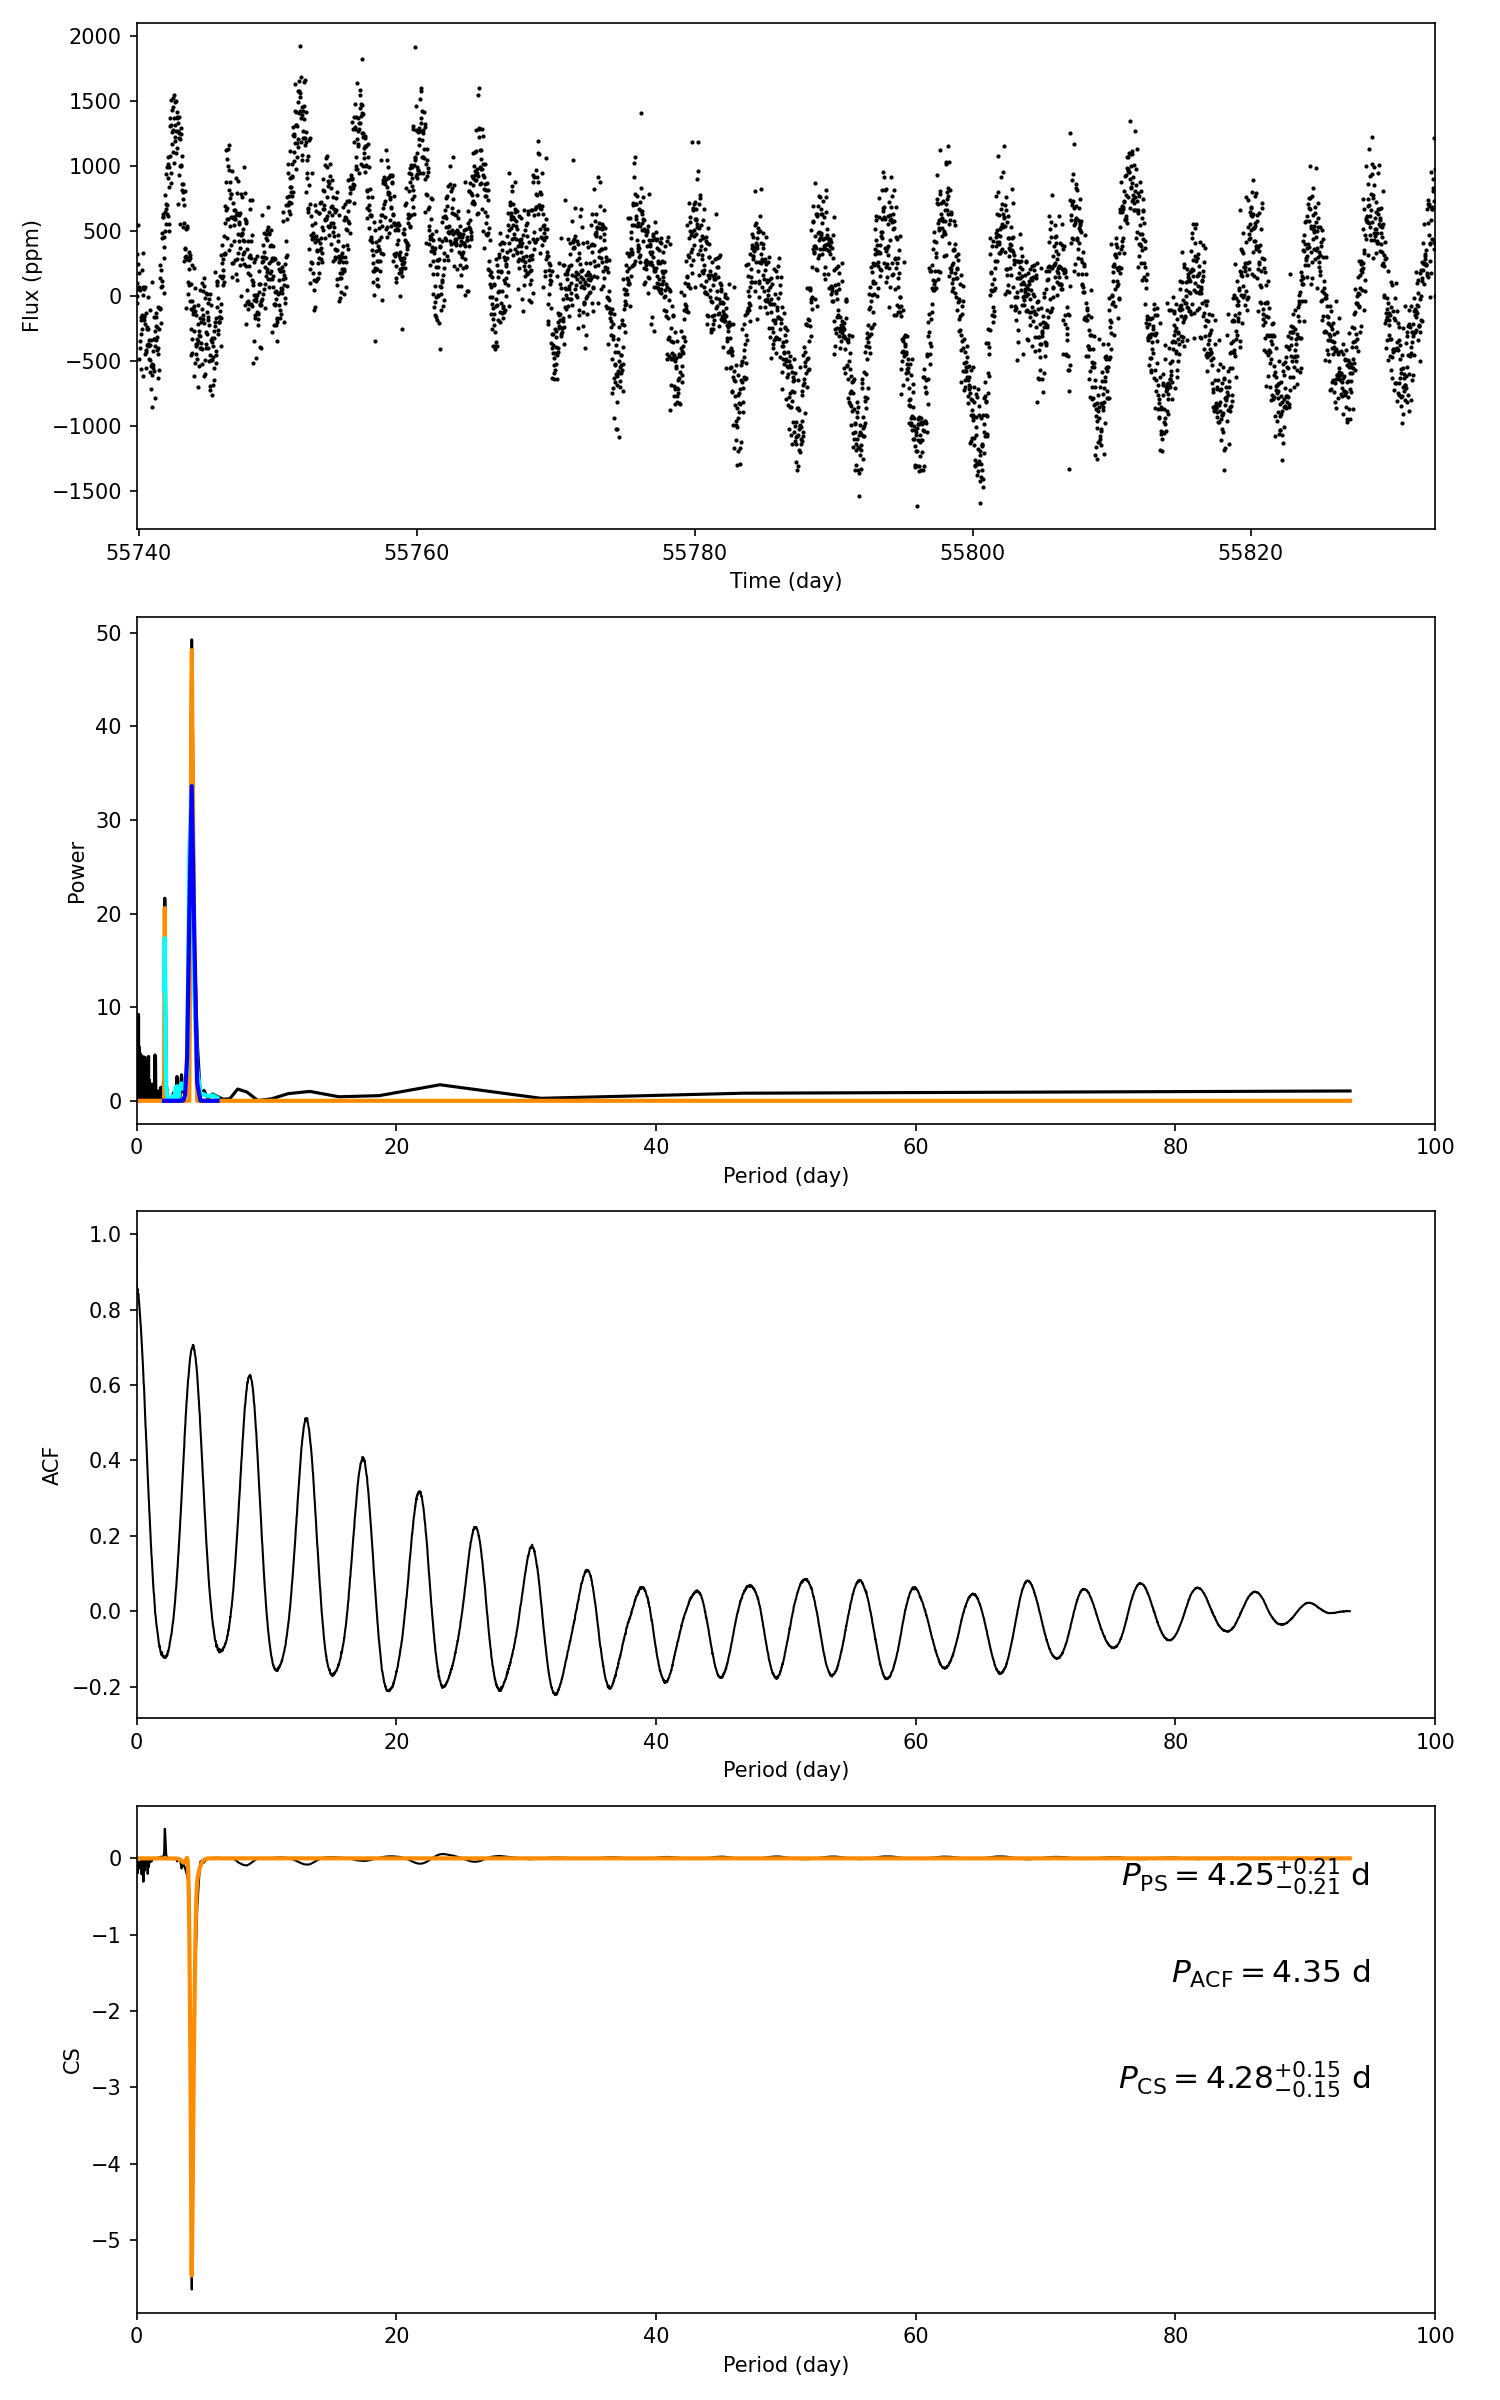 2000
1500
1000
500
0
−500
−1000
−1500
Flux (ppm)
55740 55760 55780 55800 55820
Time (day)
50
40
30
20
10
0
Power
0 20 40 60 80 100
Period (day)
1.0
0.8
0.6
0.4
0.2
0.0
−0.2
ACF
0 20 40 60 80 100
Period (day)
0
−1
−2
−3
−4
−5
CS
P_PS = 4.25^{+0.21}_{−0.21} d
P_ACF = 4.35 d
P_CS = 4.28^{+0.15}_{−0.15} d
0 20 40 60 80 100
Period (day)